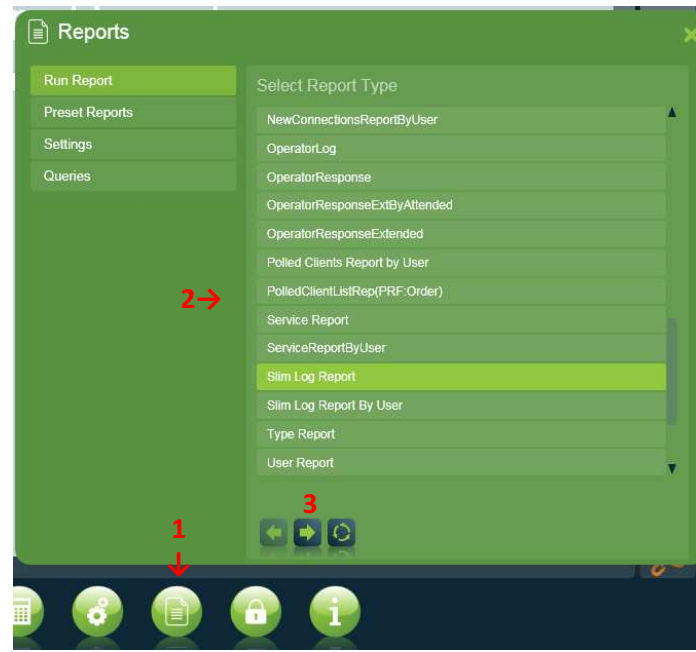 Reports
Run Report
Preset Reports
Settings
Queries
Select Report Type
NewConnectionsReportByUser
OperatorLog
OperatorResponse
OperatorResponseExtByAttended
OperatorResponseExtended
Polled Clients Report by User
PolledClientListRep(PRF:Order)
Service Report
ServiceReportByUser
Slim Log Report
Slim Log Report By User
Type Report
User Report
2→
3
1
↓